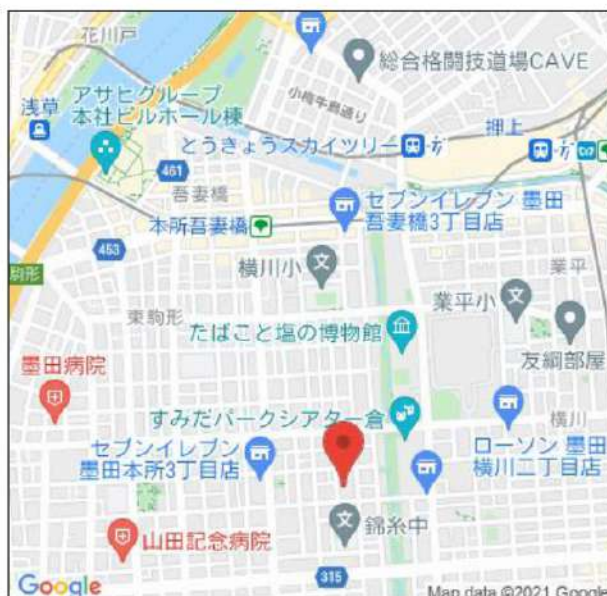 花川戸
総合格闘技道場CAVE
小梅牛島通り
浅草
アサヒグループ
本社ビルホール棟
とうきょうスカイツリー
押上
461
吾妻橋
セブンイレブン 墨田
吾妻橋3丁目店
本所吾妻橋
453
横川小
業平
駒形
東駒形
業平小
たばこと塩の博物館
友綱部屋
墨田病院
すみだパークシアター倉
横川
セブンイレブン
墨田本所3丁目店
ローソン 墨田
横川二丁目店
錦糸中
山田記念病院
315
Google
Map data ©2021 Google